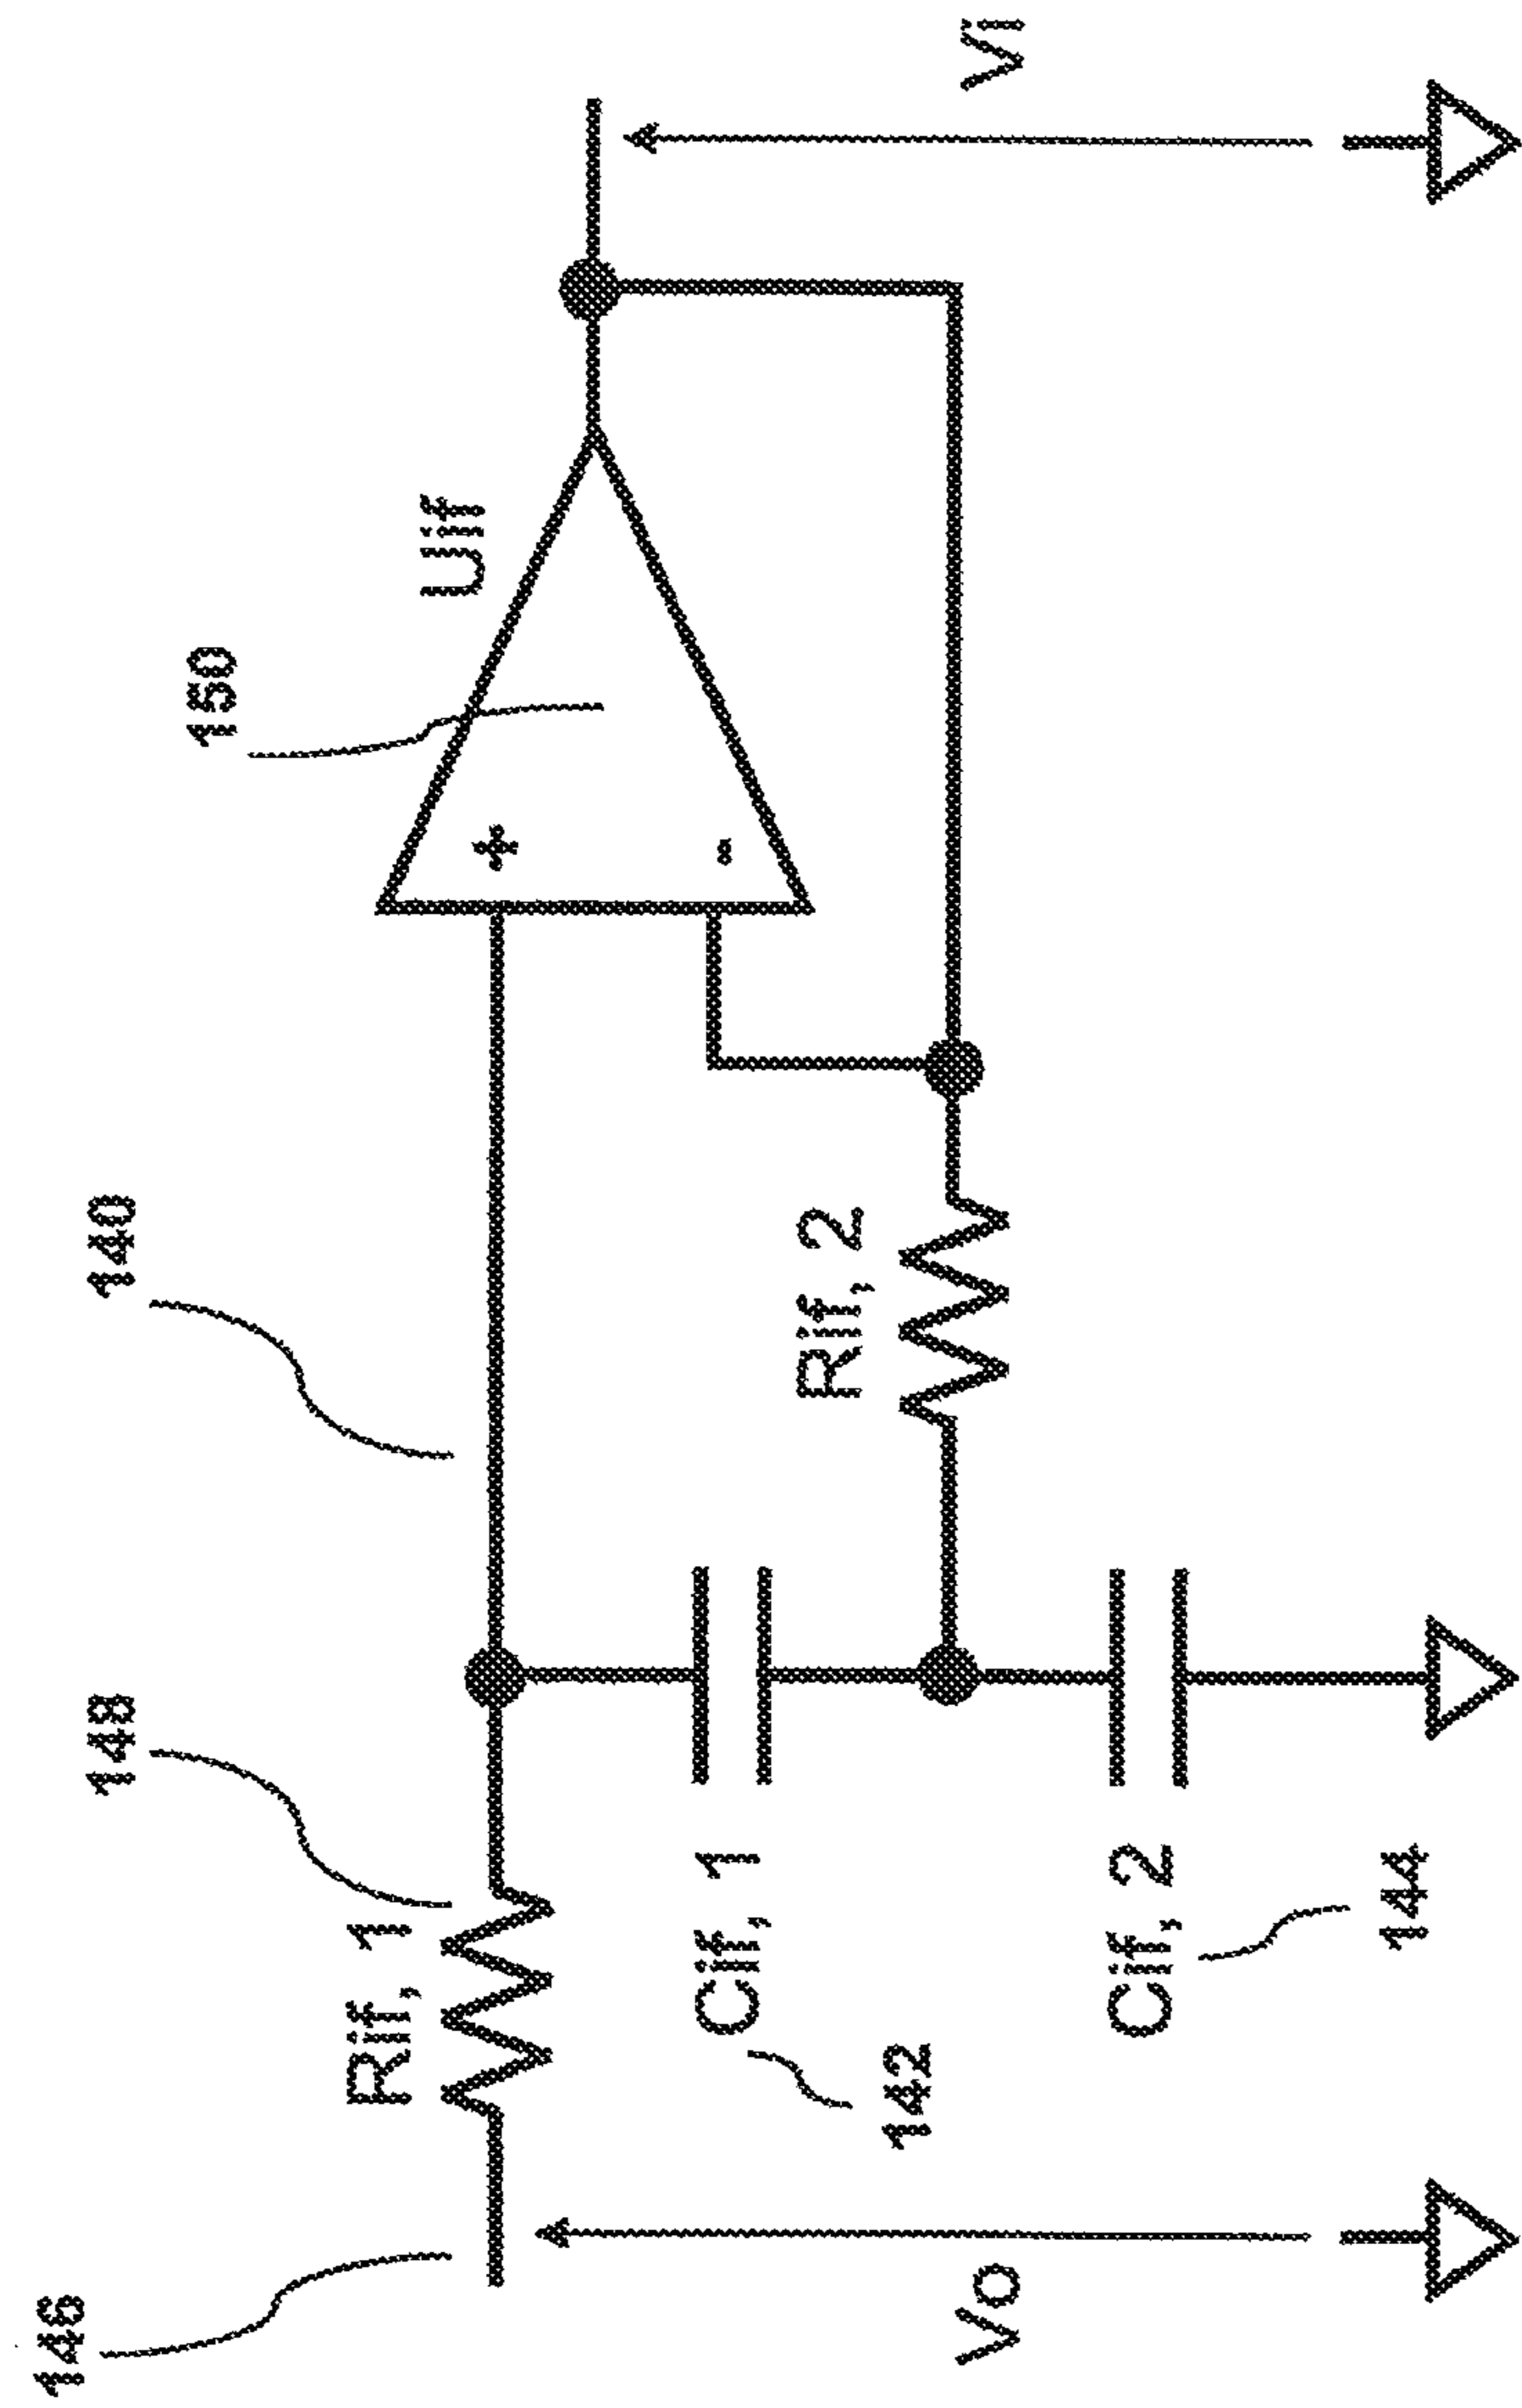 146
148
140
150
Rif, 1
Uif
Cif, 1
142
Rif, 2
Vo
Vi
Cif, 2
144
+
-